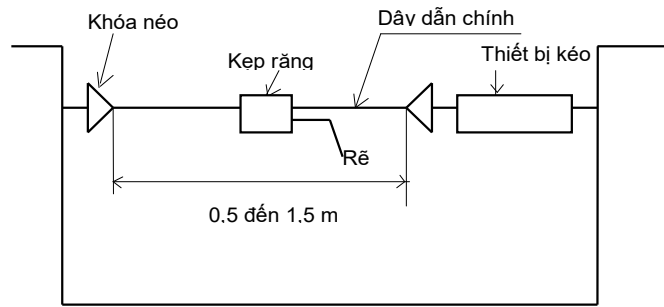 Khóa néo
Dây dẫn chính
Kẹp răng
Thiết bị kéo
Rẽ
0,5 đến 1,5 m